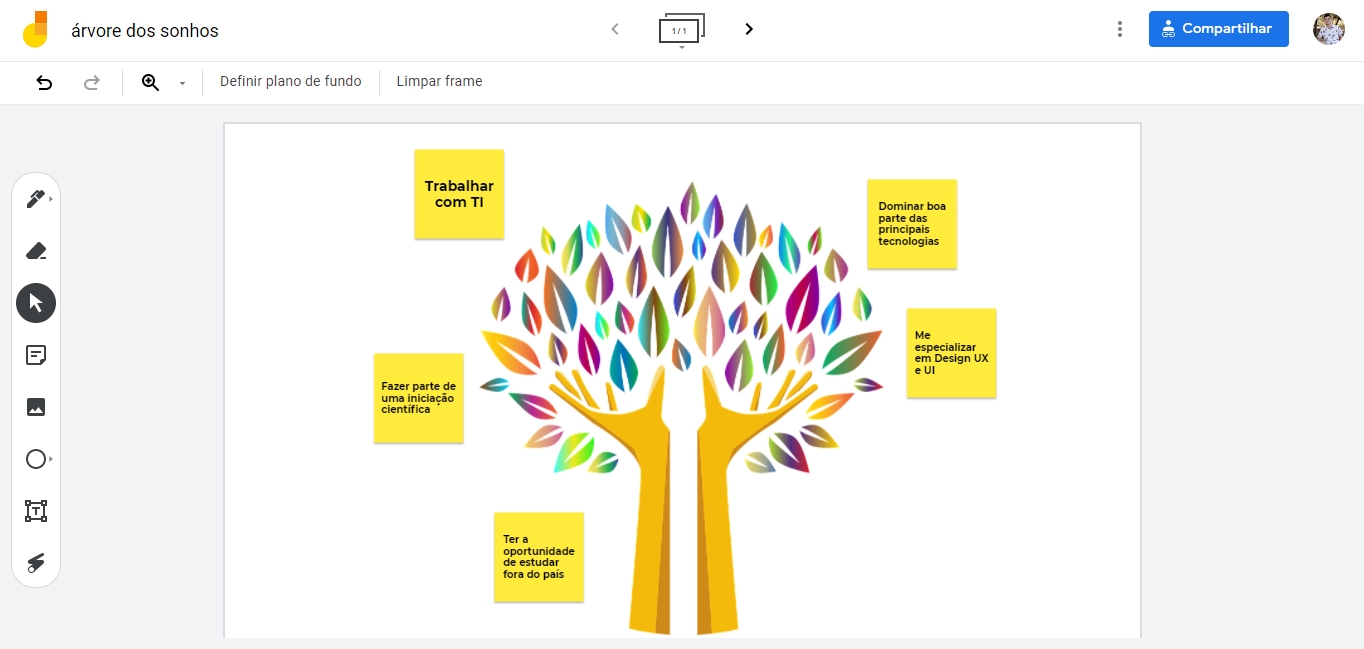 árvore dos sonhos
1 / 1
Compartilhar
Definir plano de fundo
Limpar frame
Trabalhar
com TI
Dominar boa
parte das
principais
tecnologias
Me
especializar
em Design UX
e UI
Fazer parte de
uma iniciação
científica
Ter a
oportunidade
de estudar
fora do país
T